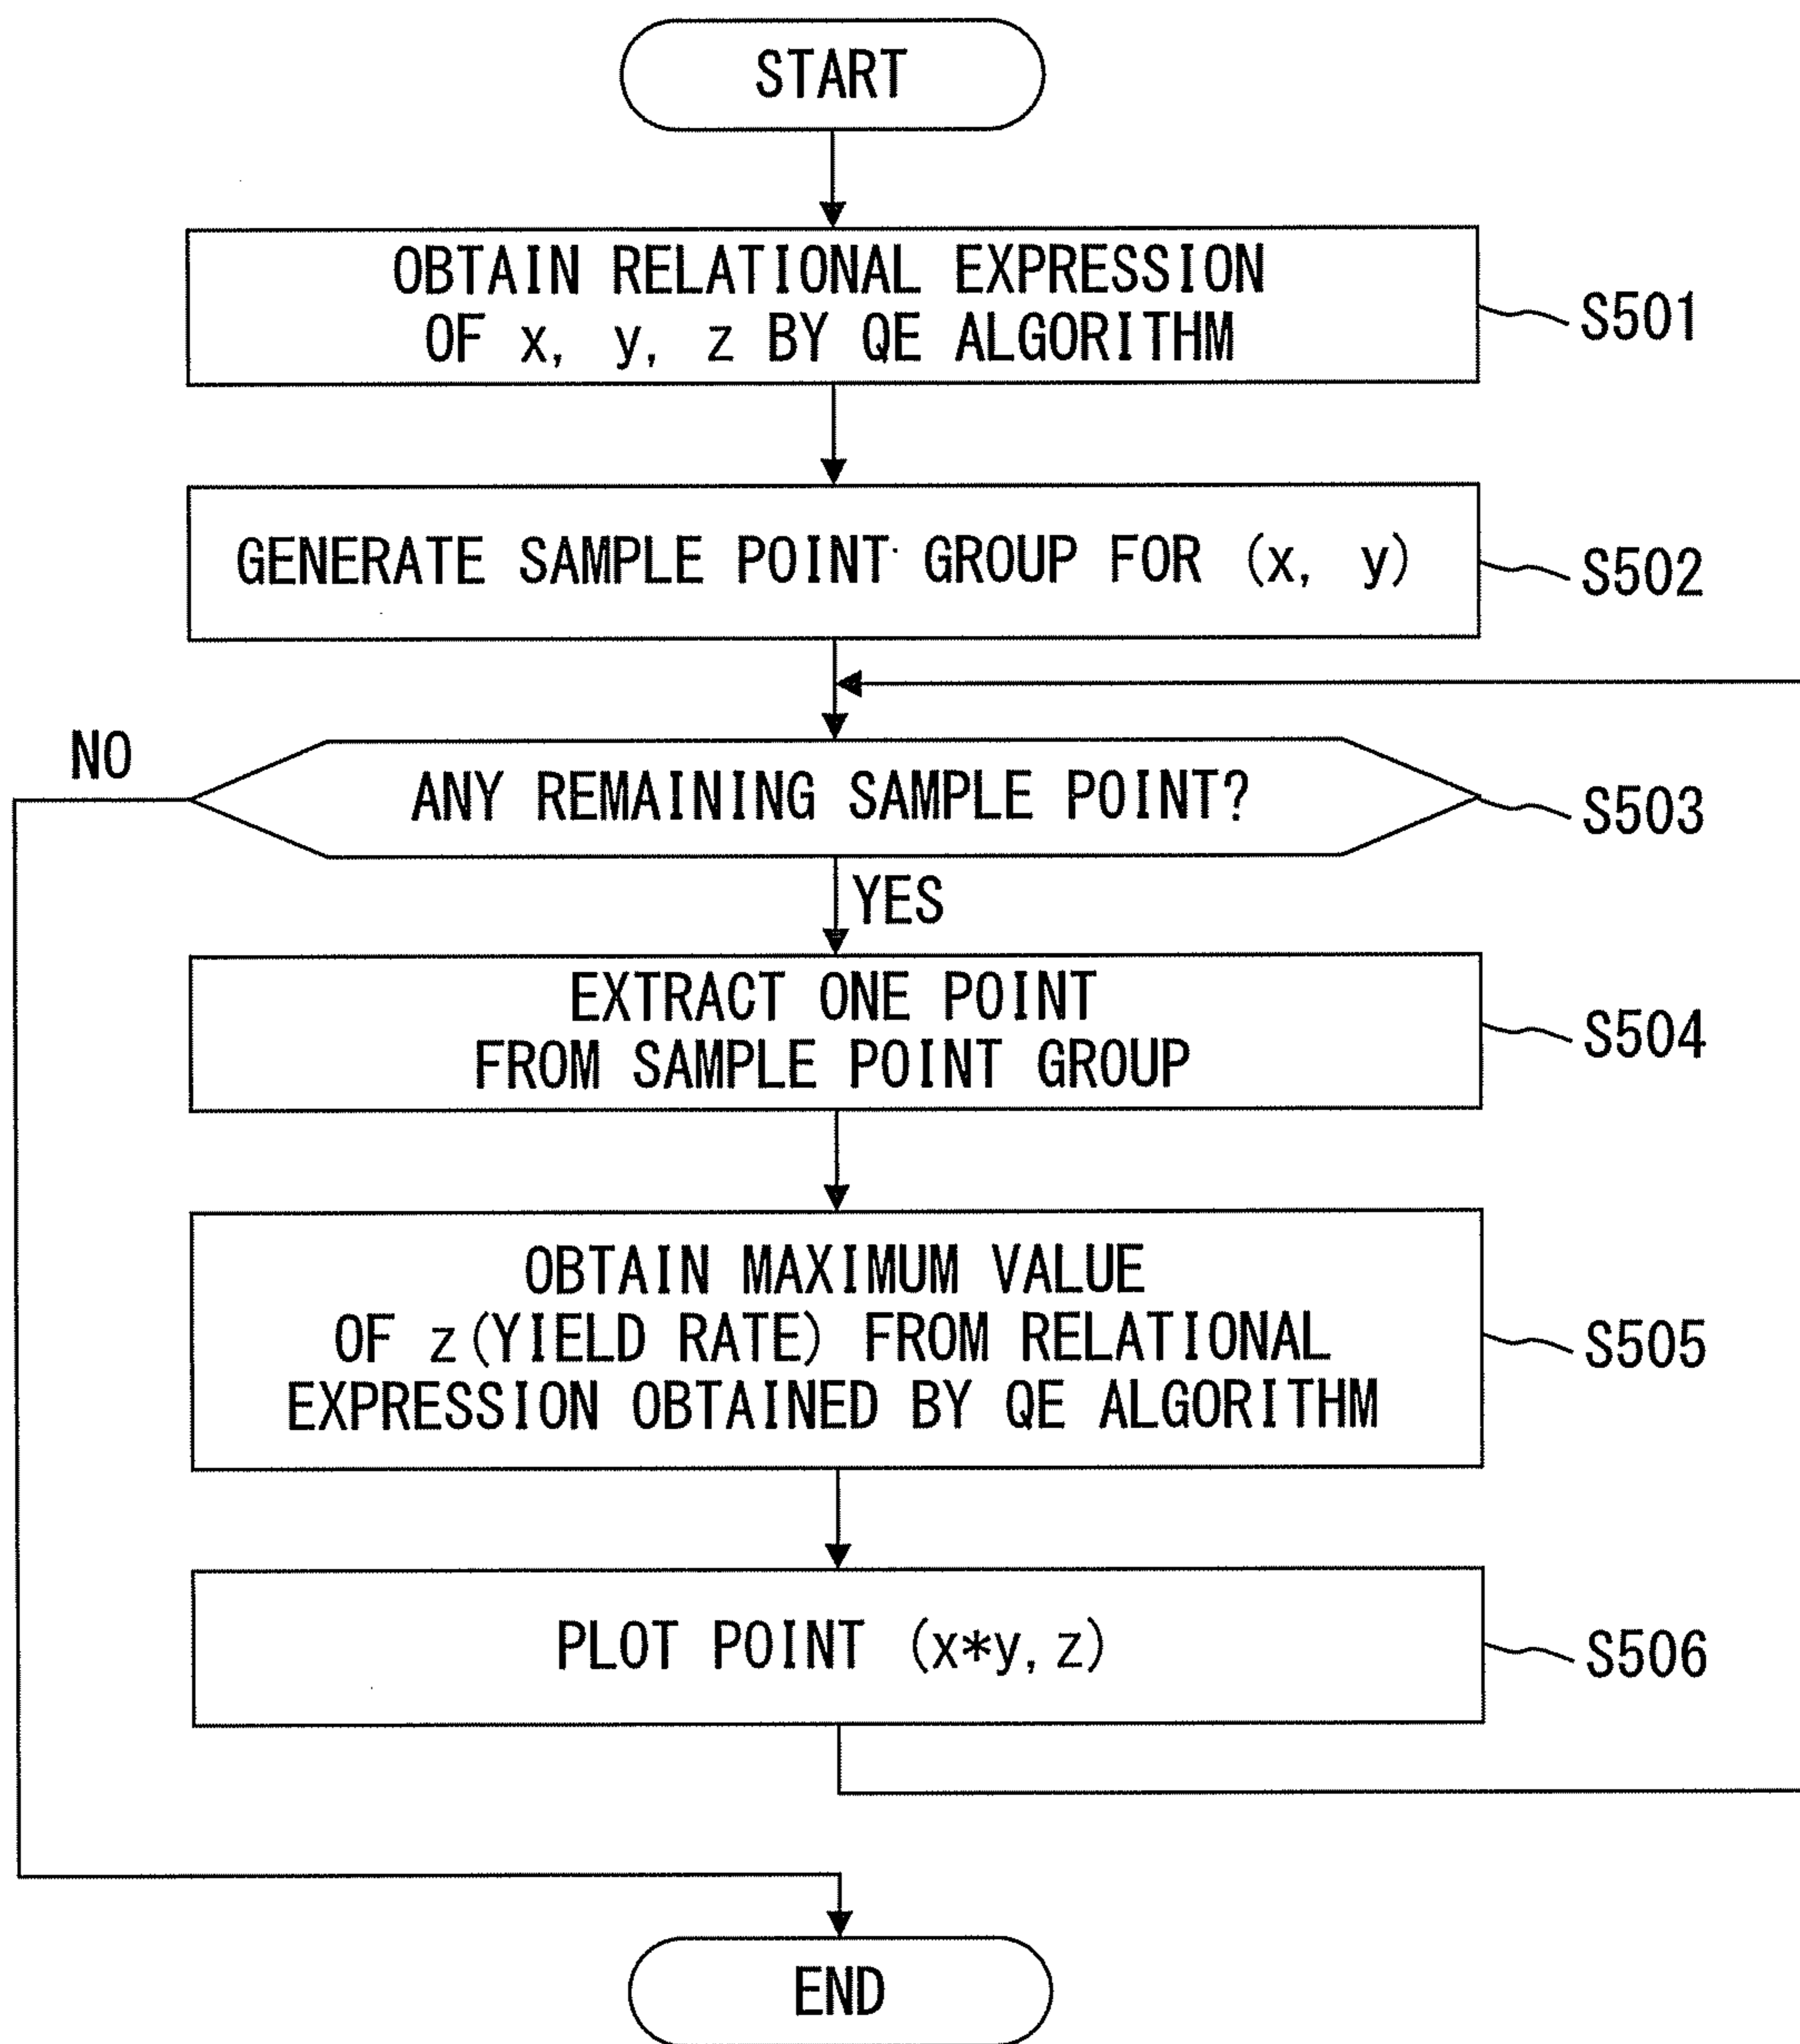 START
OBTAIN RELATIONAL EXPRESSION
OF x, y, z BY QE ALGORITHM
S501
GENERATE SAMPLE POINT GROUP FOR (x, y)
S502
NO
ANY REMAINING SAMPLE POINT?
S503
YES
EXTRACT ONE POINT
FROM SAMPLE POINT GROUP
S504
OBTAIN MAXIMUM VALUE
OF z(YIELD RATE) FROM RELATIONAL
EXPRESSION OBTAINED BY QE ALGORITHM
S505
PLOT POINT (x*y, z)
S506
END